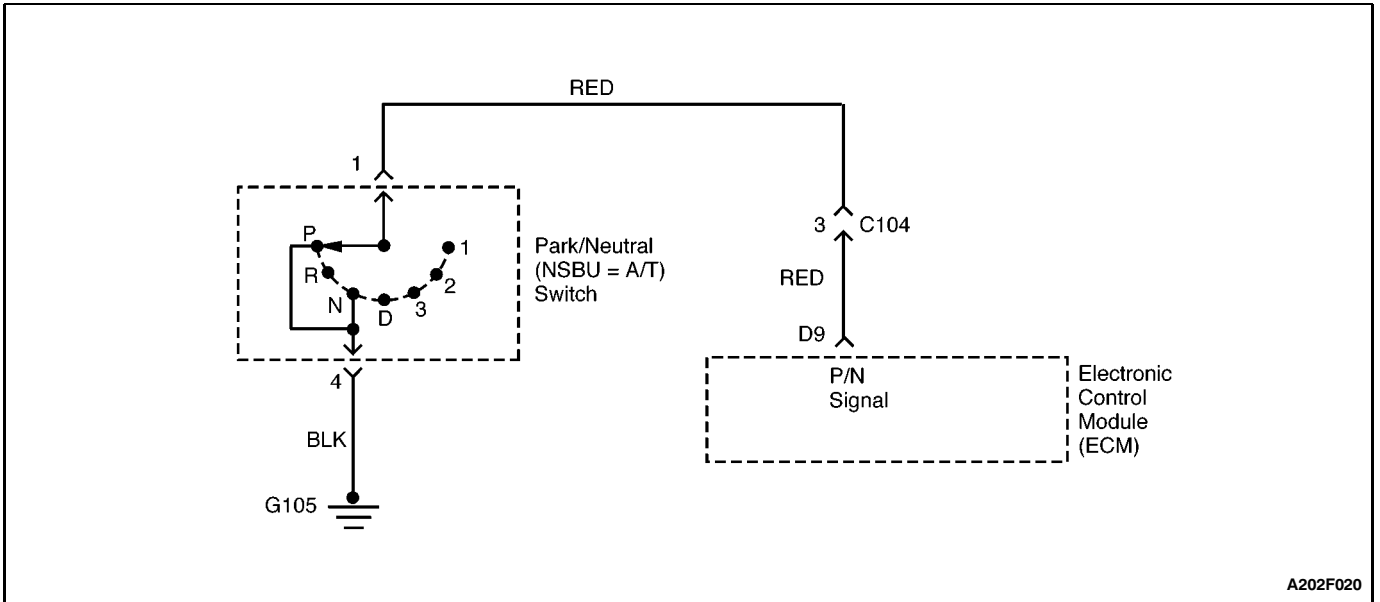 RED
1
P
R
N
D
3
2
1
Park/Neutral
(NSBU = A/T)
Switch
4
BLK
G105
3 C104
RED
D9
P/N
Signal
Electronic
Control
Module
(ECM)
A202F020